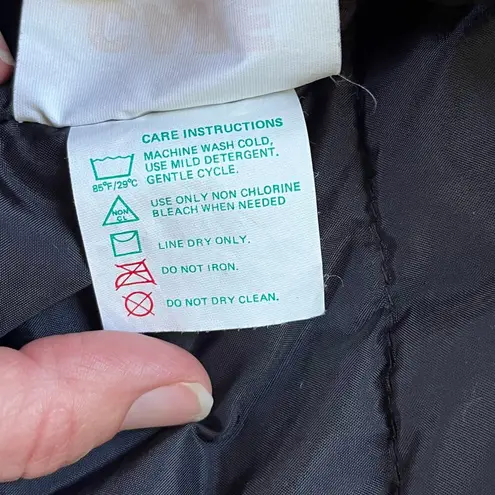 CARE INSTRUCTIONS
MACHINE WASH COLD,
USE MILD DETERGENT.
GENTLE CYCLE.
85°F/29°C
USE ONLY NON CHLORINE
BLEACH WHEN NEEDED
NON
CL
LINE DRY ONLY.
DO NOT IRON.
DO NOT DRY CLEAN.